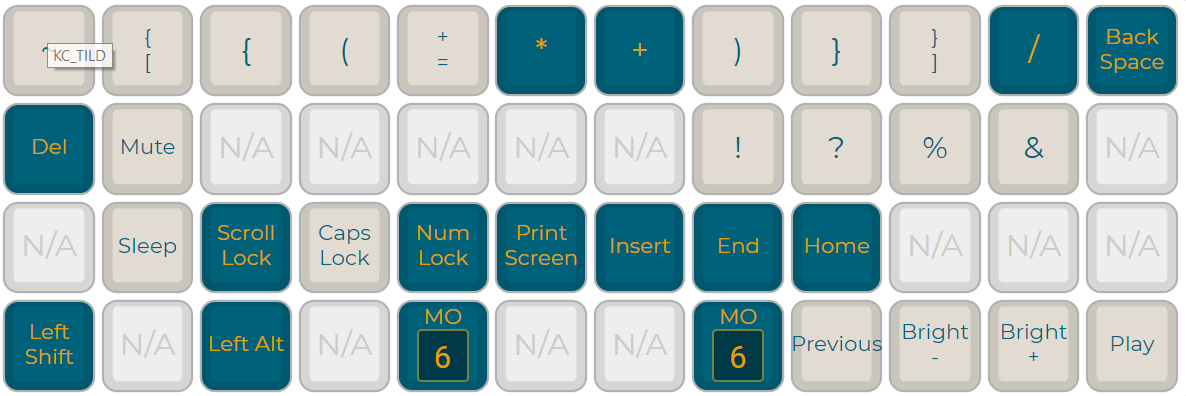 ~ KC_TILD { [ { ( + = * + ) } } ] / Back Space
Del Mute N/A N/A N/A N/A N/A ! ? % & N/A
N/A Sleep Scroll Lock Caps Lock Num Lock Print Screen Insert End Home N/A N/A N/A
Left Shift N/A Left Alt N/A MO 6 N/A N/A MO 6 Previous Bright - Bright + Play